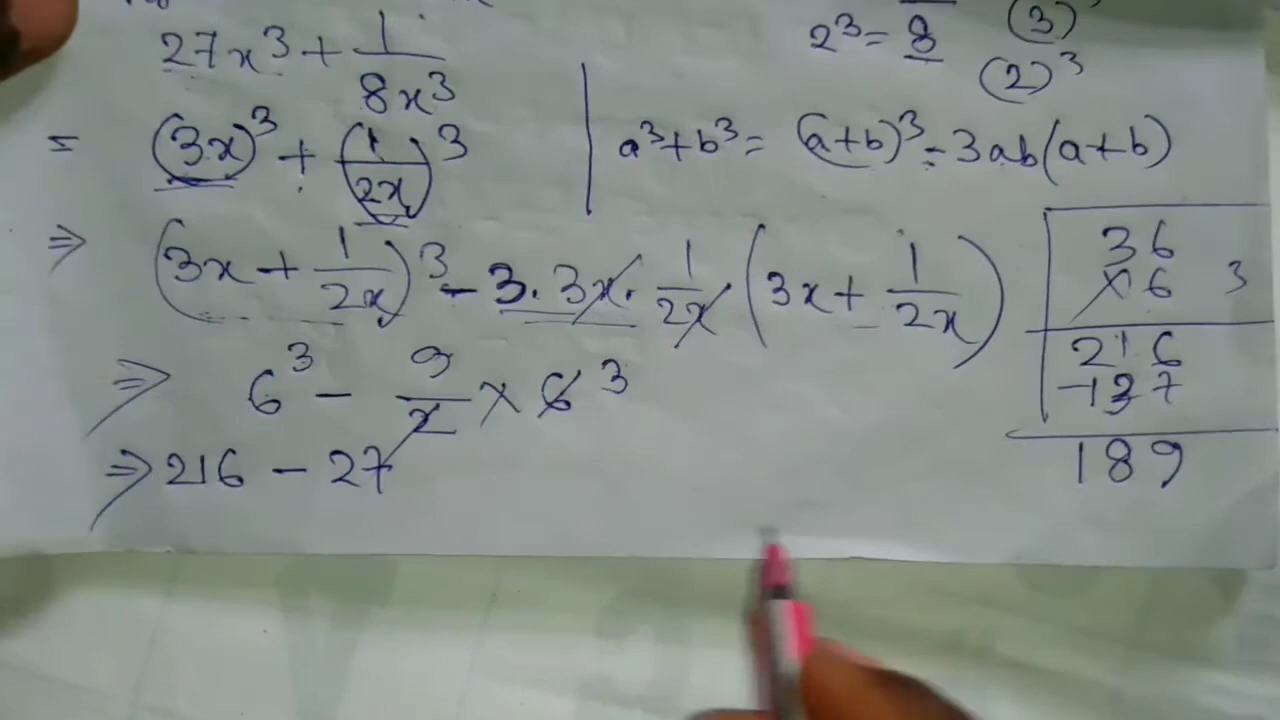 27x³ + 1/8x³
2³ = 8 (3)
(2)³
= (3x)³ + (1/2x)³
a³+b³ = (a+b)³ - 3ab(a+b)
⇒ (3x + 1/2x)³ - 3. 3x. 1/2x (3x + 1/2x)
⇒ 6³ - 9/2 × 6 3
⇒ 216 - 27
36
×6 3
216
-27
189